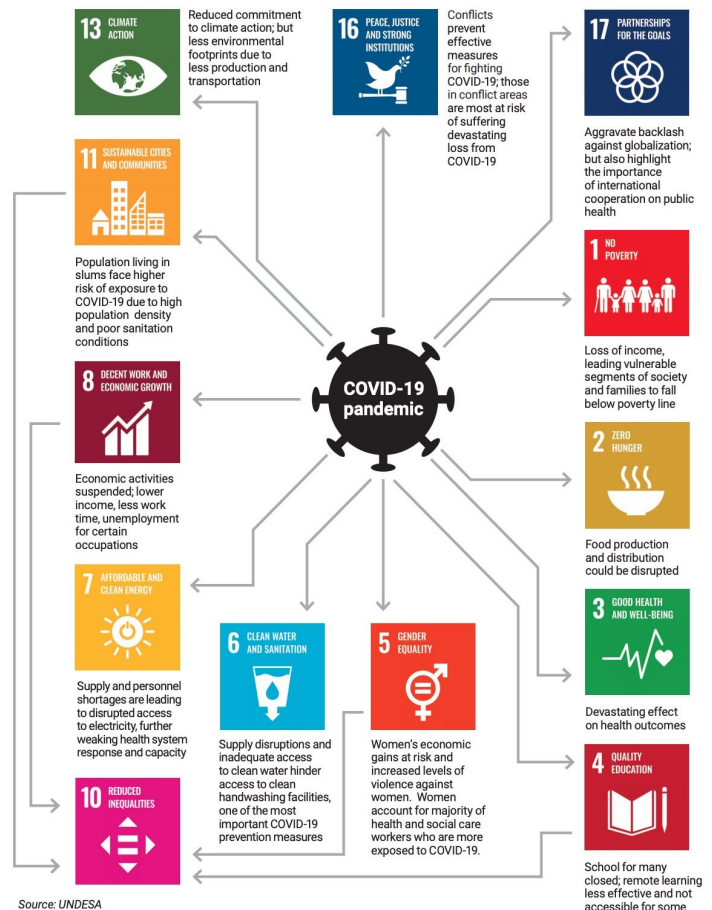 13 CLIMATE
ACTION
Reduced commitment
to climate action; but
less environmental
footprints due to
less production and
transportation
16 PEACE, JUSTICE
AND STRONG
INSTITUTIONS
Conflicts
prevent
effective
measures
for fighting
COVID-19; those
in conflict areas
are most at risk
of suffering
devastating
loss from
COVID-19
17 PARTNERSHIPS
FOR THE GOALS
Aggravate backlash
against globalization;
but also highlight
the importance
of international
cooperation on public
health
11 SUSTAINABLE CITIES
AND COMMUNITIES
Population living in
slums face higher
risk of exposure to
COVID-19 due to high
population density
and poor sanitation
conditions
1 NO
POVERTY
Loss of income,
leading vulnerable
segments of society
and families to fall
below poverty line
COVID-19
pandemic
8 DECENT WORK AND
ECONOMIC GROWTH
Economic activities
suspended; lower
income, less work
time, unemployment
for certain
occupations
2 ZERO
HUNGER
Food production
and distribution
could be disrupted
7 AFFORDABLE AND
CLEAN ENERGY
Supply and personnel
shortages are leading
to disrupted access
to electricity, further
weaking health system
response and capacity
6 CLEAN WATER
AND SANITATION
Supply disruptions and
inadequate access
to clean water hinder
access to clean
handwashing facilities,
one of the most
important COVID-19
prevention measures
5 GENDER
EQUALITY
Women's economic
gains at risk and
increased levels of
violence against
women. Women
account for majority of
health and social care
workers who are more
exposed to COVID-19.
3 GOOD HEALTH
AND WELL-BEING
Devastating effect
on health outcomes
4 QUALITY
EDUCATION
School for many
closed; remote learning
less effective and not
accessible for some
10 REDUCED
INEQUALITIES
Source: UNDESA